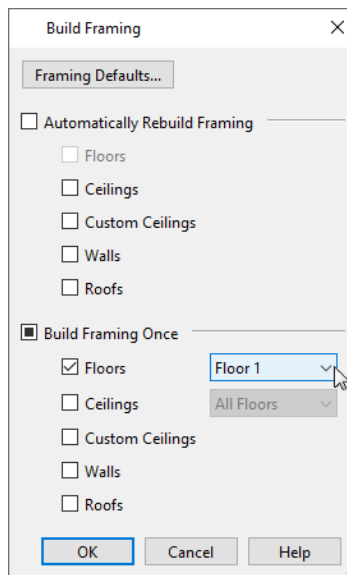 Build Framing
Framing Defaults...
Automatically Rebuild Framing
Floors
Ceilings
Custom Ceilings
Walls
Roofs
Build Framing Once
Floors Floor 1
Ceilings All Floors
Custom Ceilings
Walls
Roofs
OK Cancel Help